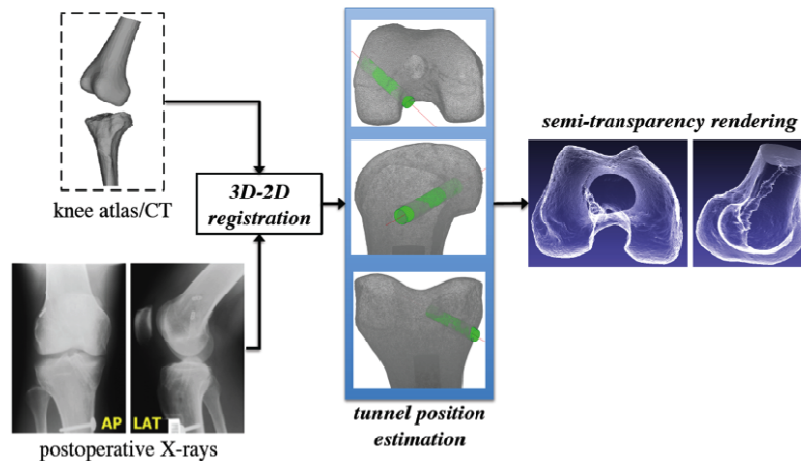 knee atlas/CT
3D-2D
registration
AP
LAT
postoperative X-rays
tunnel position
estimation
semi-transparency rendering